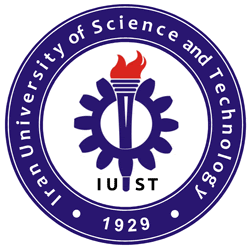 Iran University of Science and Technology
IUST
· 1929 ·